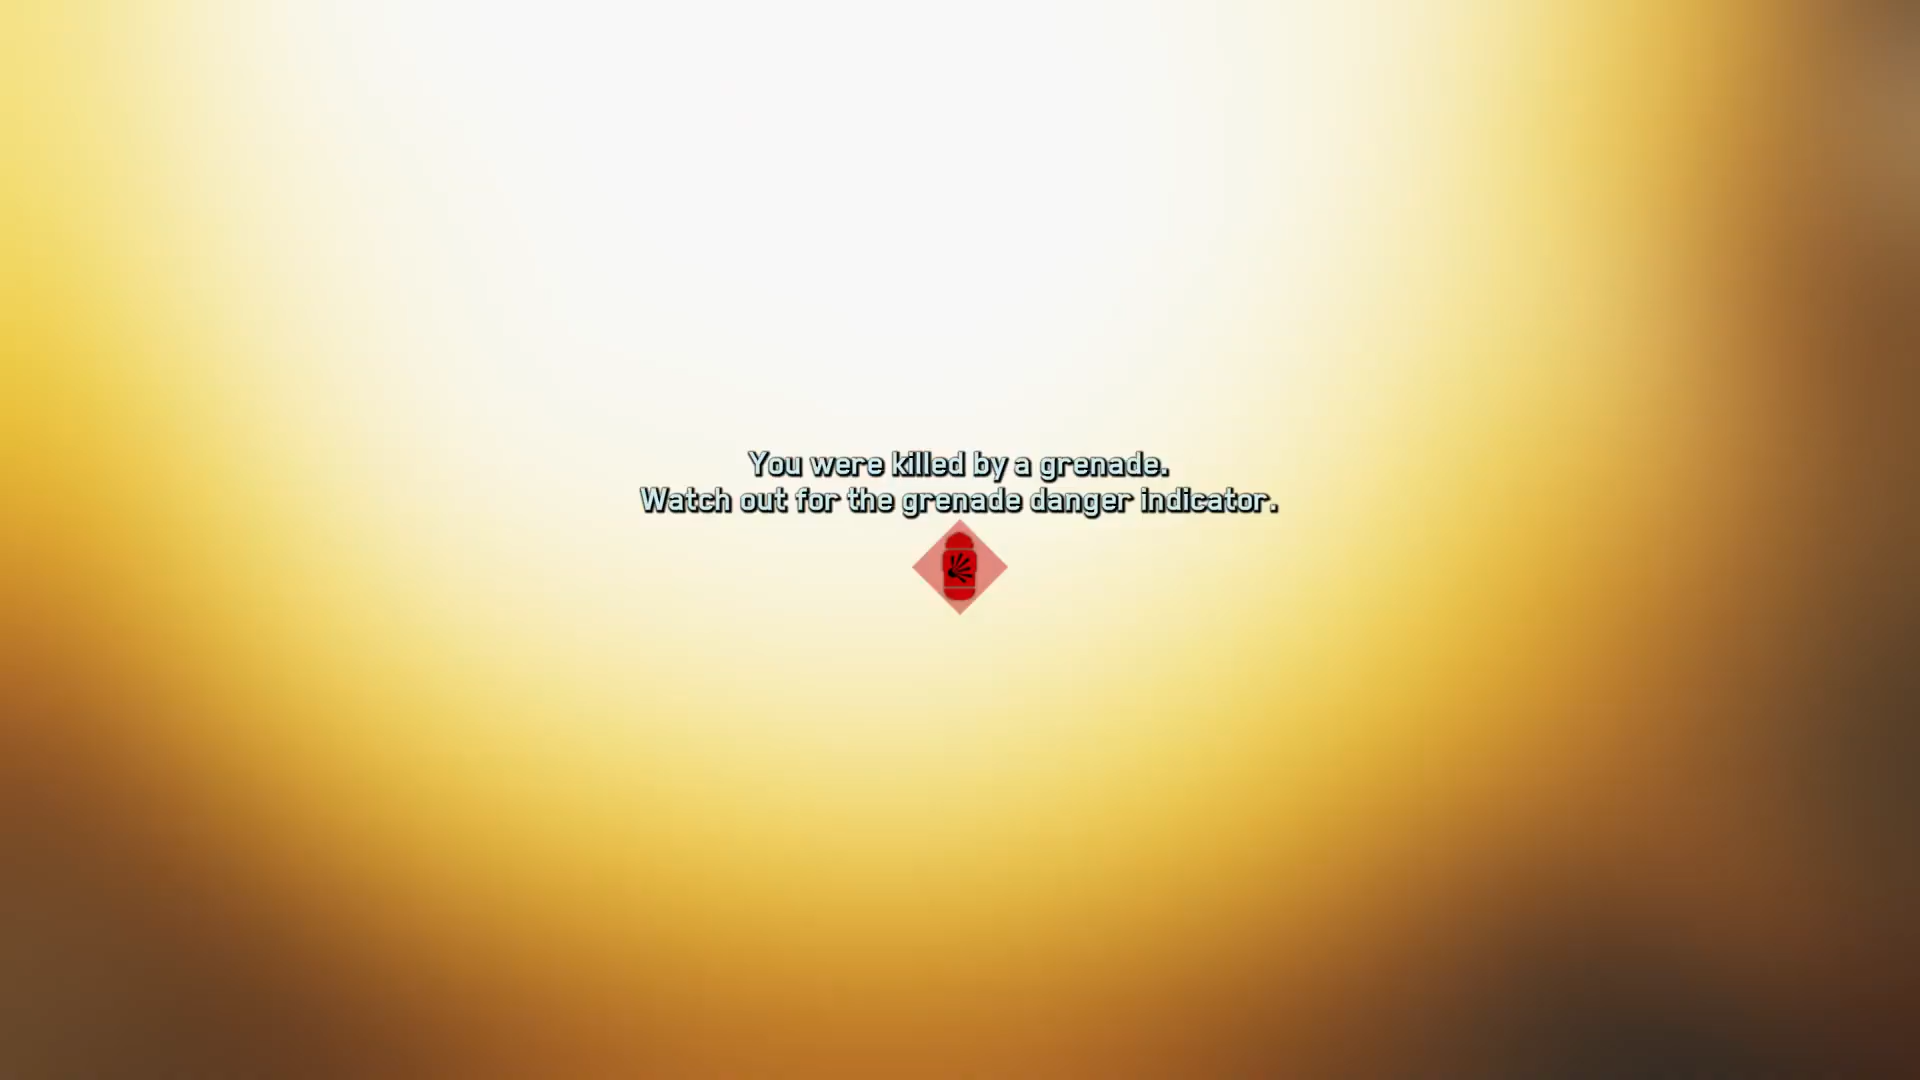 You were killed by a grenade.
Watch out for the grenade danger indicator.